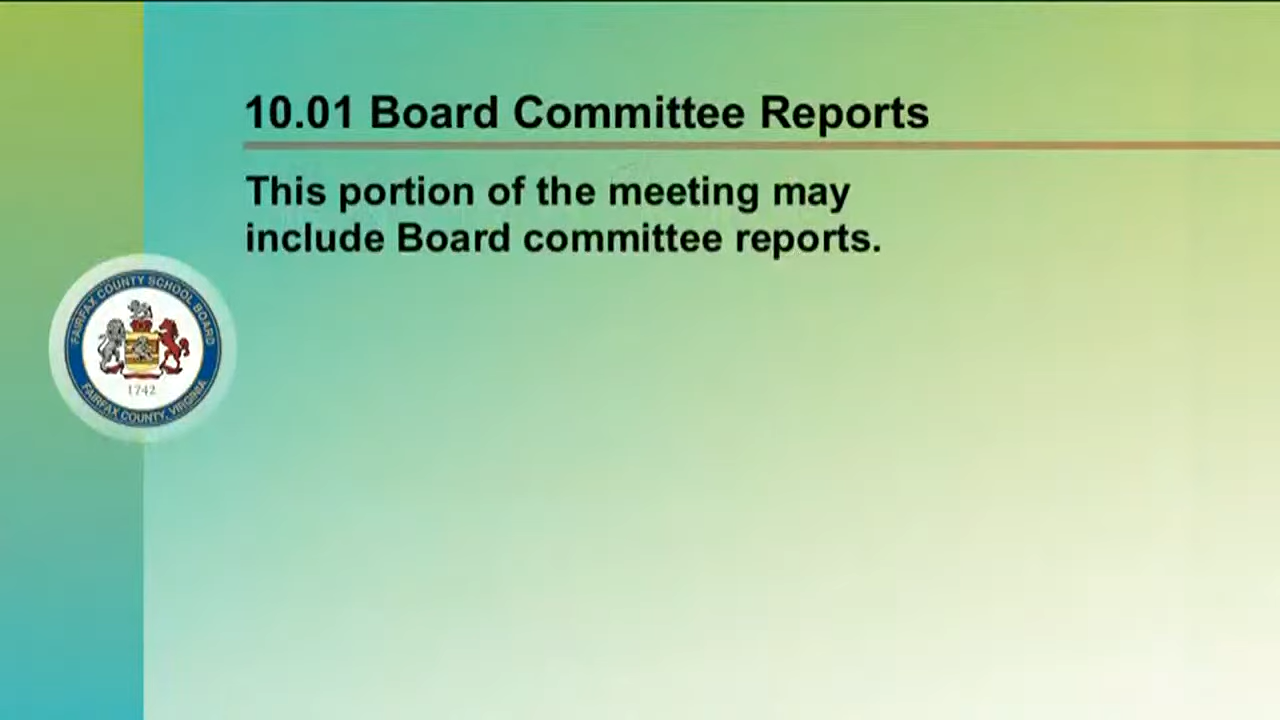 10.01 Board Committee Reports
This portion of the meeting may
include Board committee reports.
FAIRFAX COUNTY SCHOOL BOARD
1742
FAIRFAX COUNTY, VIRGINIA